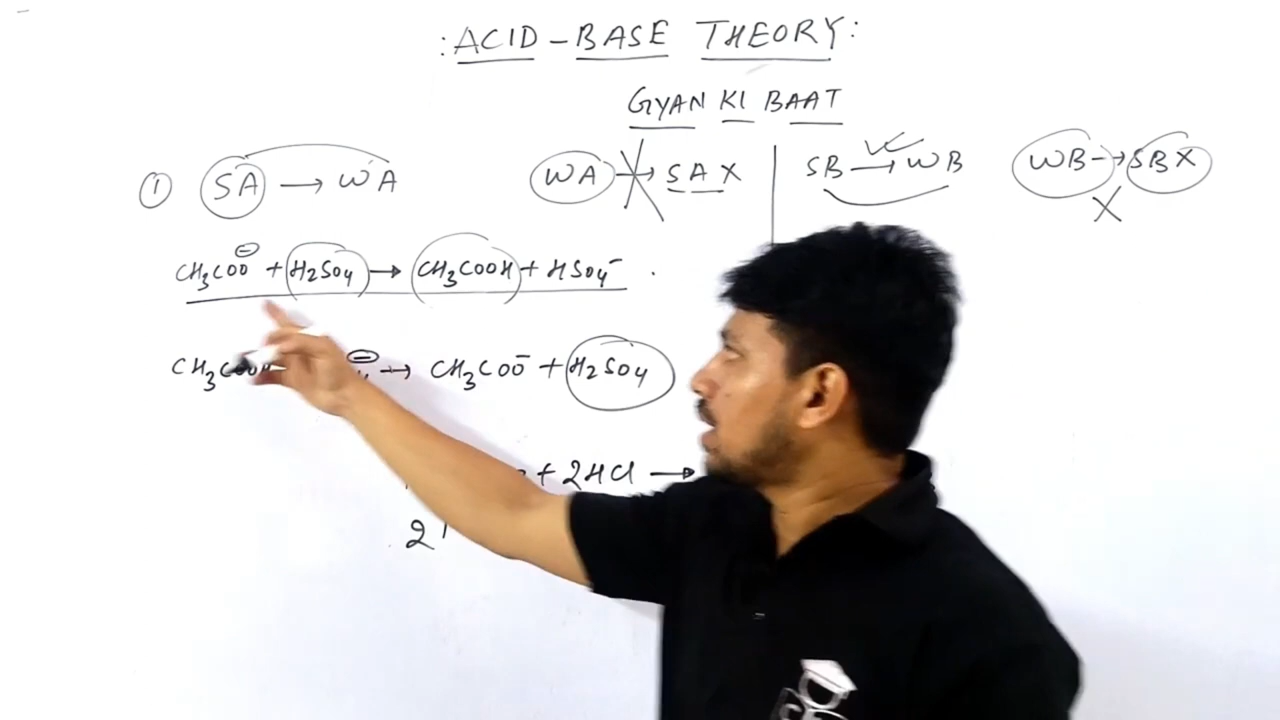 : ACID - BASE THEORY :
GYAN KI BAAT
① SA → WA
WA → SA X
SB → WB
WB → SB X
X
CH₃COO⊖ + H₂SO₄ → CH₃COOH + HSO₄⁻
CH₃COOH ⊖ → CH₃COO⁻ + H₂SO₄
+ 2HCl →
2